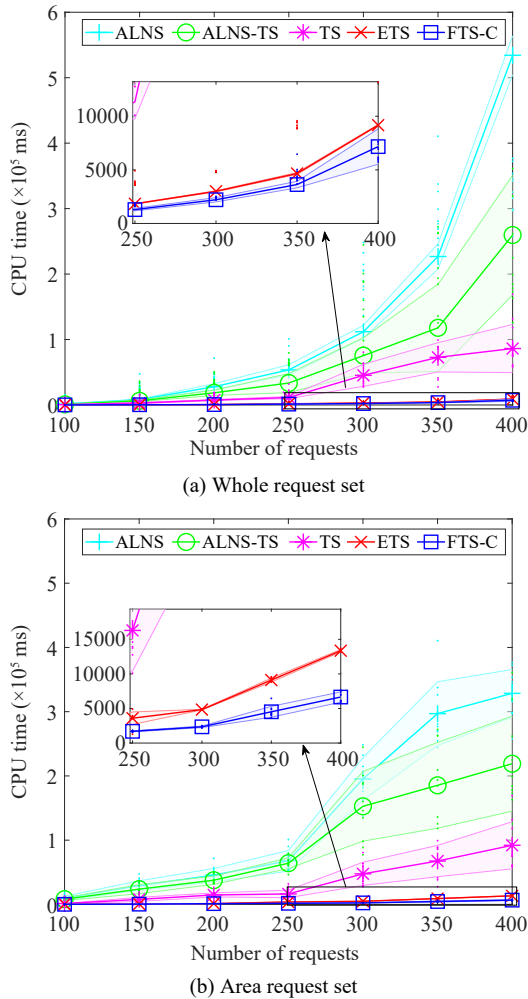 ALNS ALNS-TS TS ETS FTS-C
6
5
4
3
2
1
0
CPU time (×10⁵ ms)
10000
5000
0
250 300 350 400
100 150 200 250 300 350 400
Number of requests
(a) Whole request set
ALNS ALNS-TS TS ETS FTS-C
6
5
4
3
2
1
0
CPU time (×10⁵ ms)
15000
10000
5000
0
250 300 350 400
100 150 200 250 300 350 400
Number of requests
(b) Area request set